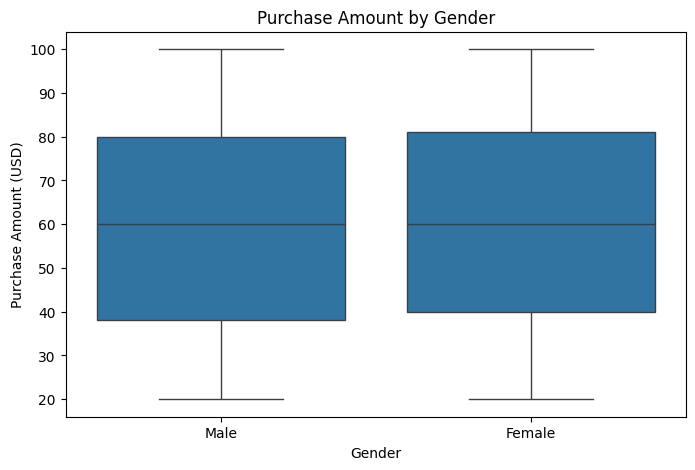 Purchase Amount by Gender
Purchase Amount (USD)
100
90
80
70
60
50
40
30
20
Male Female
Gender